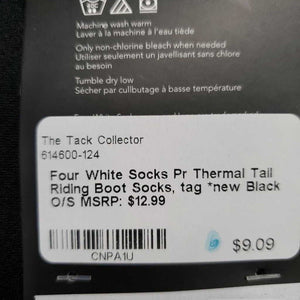 Machine wash warm
Laver à la machine à l'eau tiède
Only non-chlorine bleach when needed
Utiliser seulement un javellisant sans chlore
au besoin
Tumble dry low
Sécher par culbutage à basse température
The Tack Collector
614600-124
Four White Socks Pr Thermal Tall
Riding Boot Socks, tag *new Black
O/S MSRP: $12.99
CNPA1U
$9.09